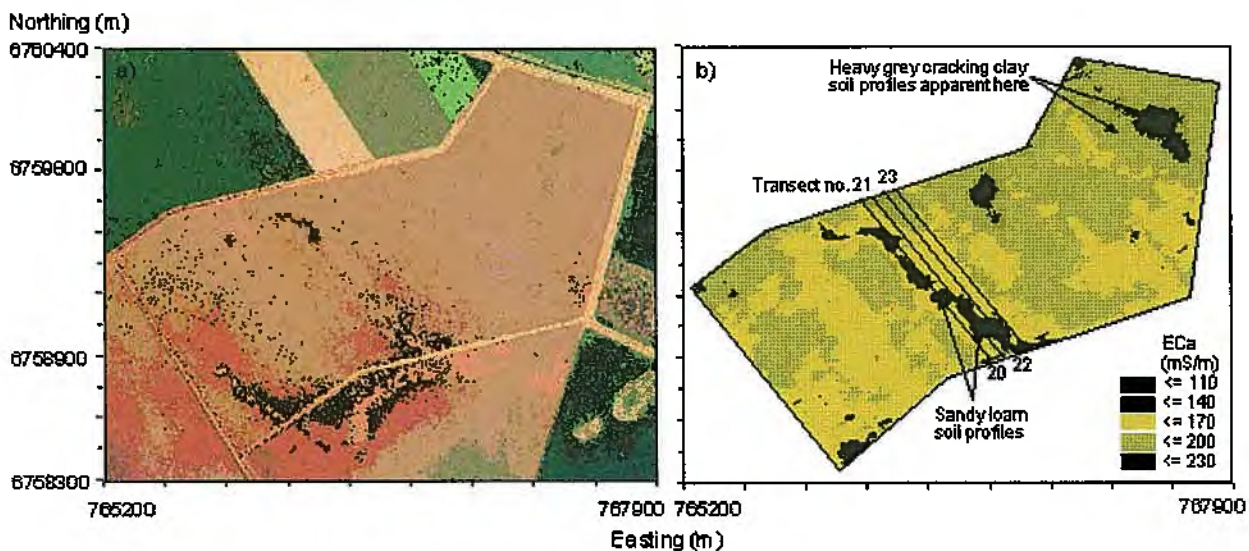 Northing (m)
6760400
6759800
6758900
6758300
a)
765200
767900
b)
Heavy grey cracking clay
soil profiles apparent here
Transect no. 21 23
20 22
Sandy loam
soil profiles
ECa
(mS/m)
<= 110
<= 140
<= 170
<= 200
<= 230
765200
767900
Easting (m)